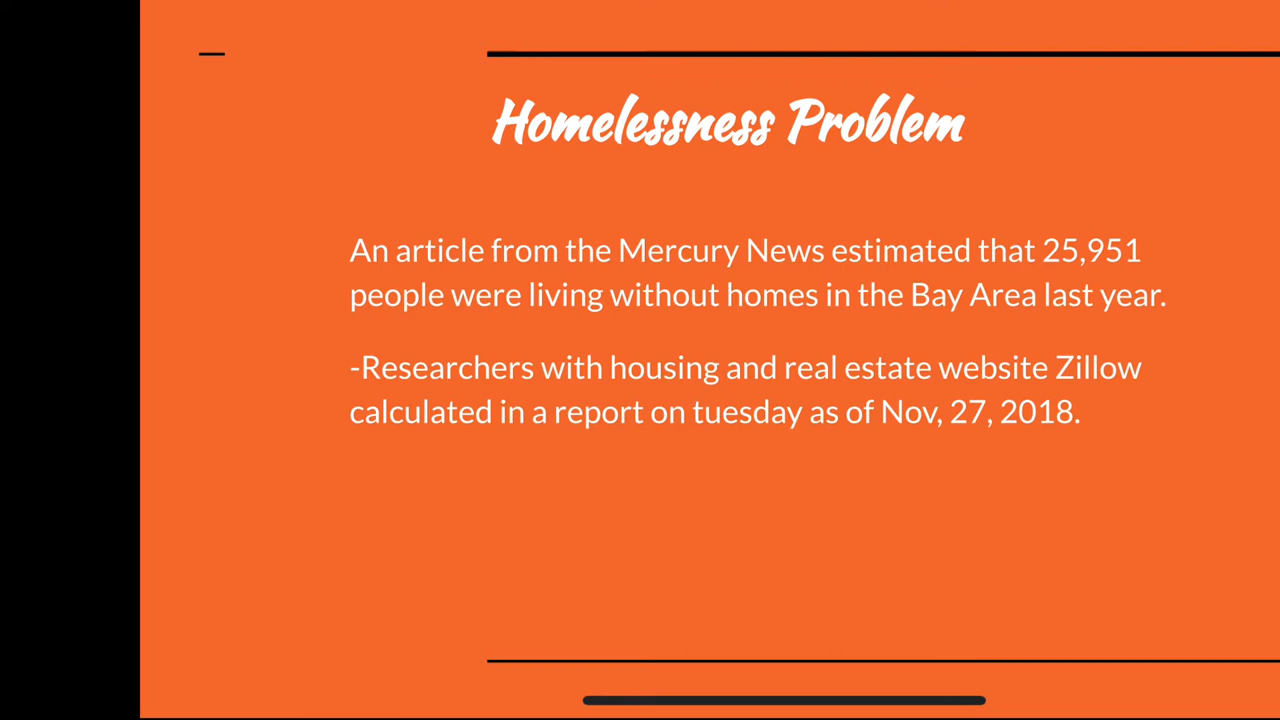 Homelessness Problem
An article from the Mercury News estimated that 25,951
people were living without homes in the Bay Area last year.
-Researchers with housing and real estate website Zillow
calculated in a report on tuesday as of Nov, 27, 2018.